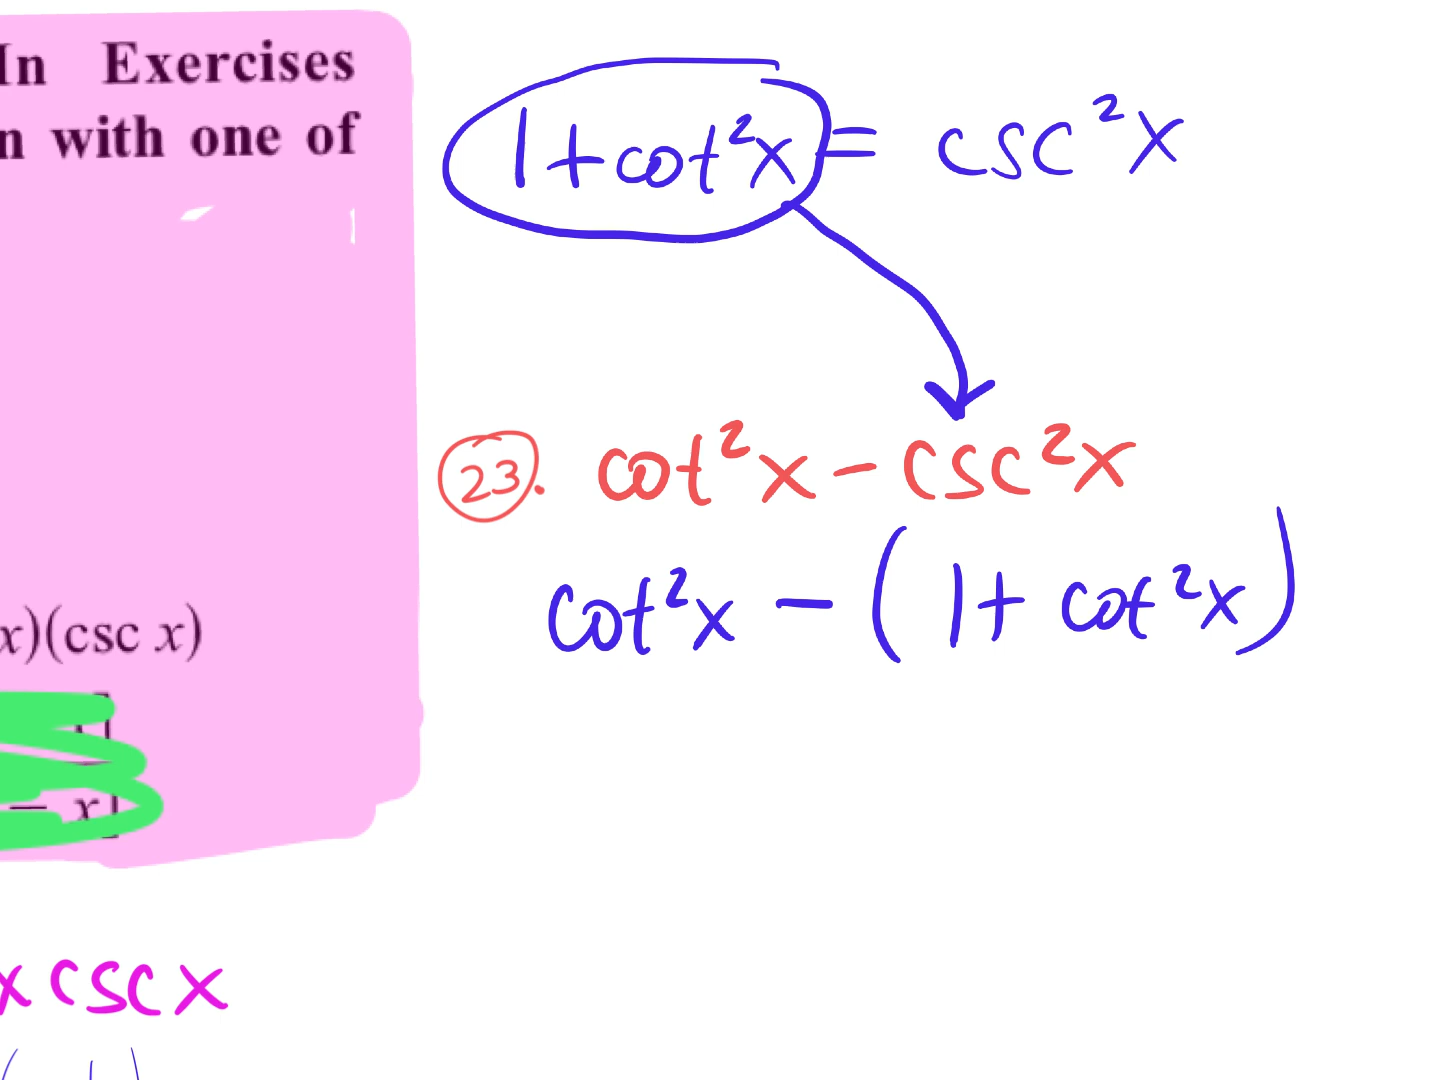 In Exercises
n with one of
1+cot²x = csc²x
23. cot²x - csc²x
cot²x - (1 + cot²x)
x)(csc x)
- x]
x csc x